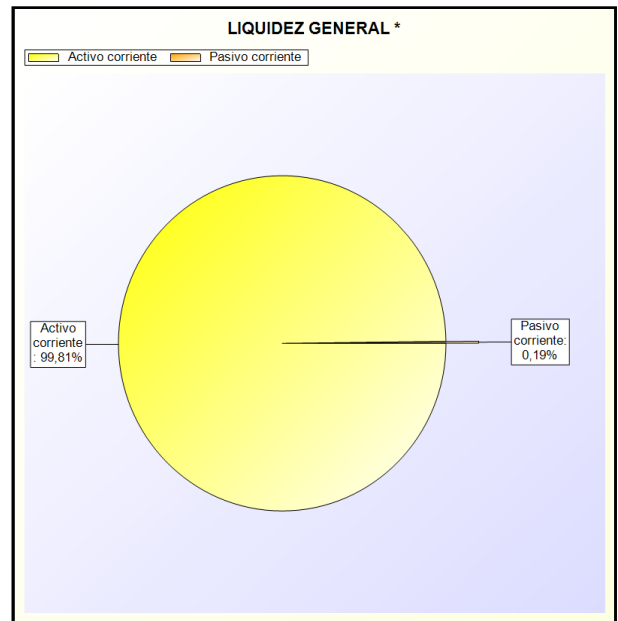 LIQUIDEZ GENERAL *
Activo corriente
Pasivo corriente
Activo
corriente
: 99,81%
Pasivo
corriente:
0,19%